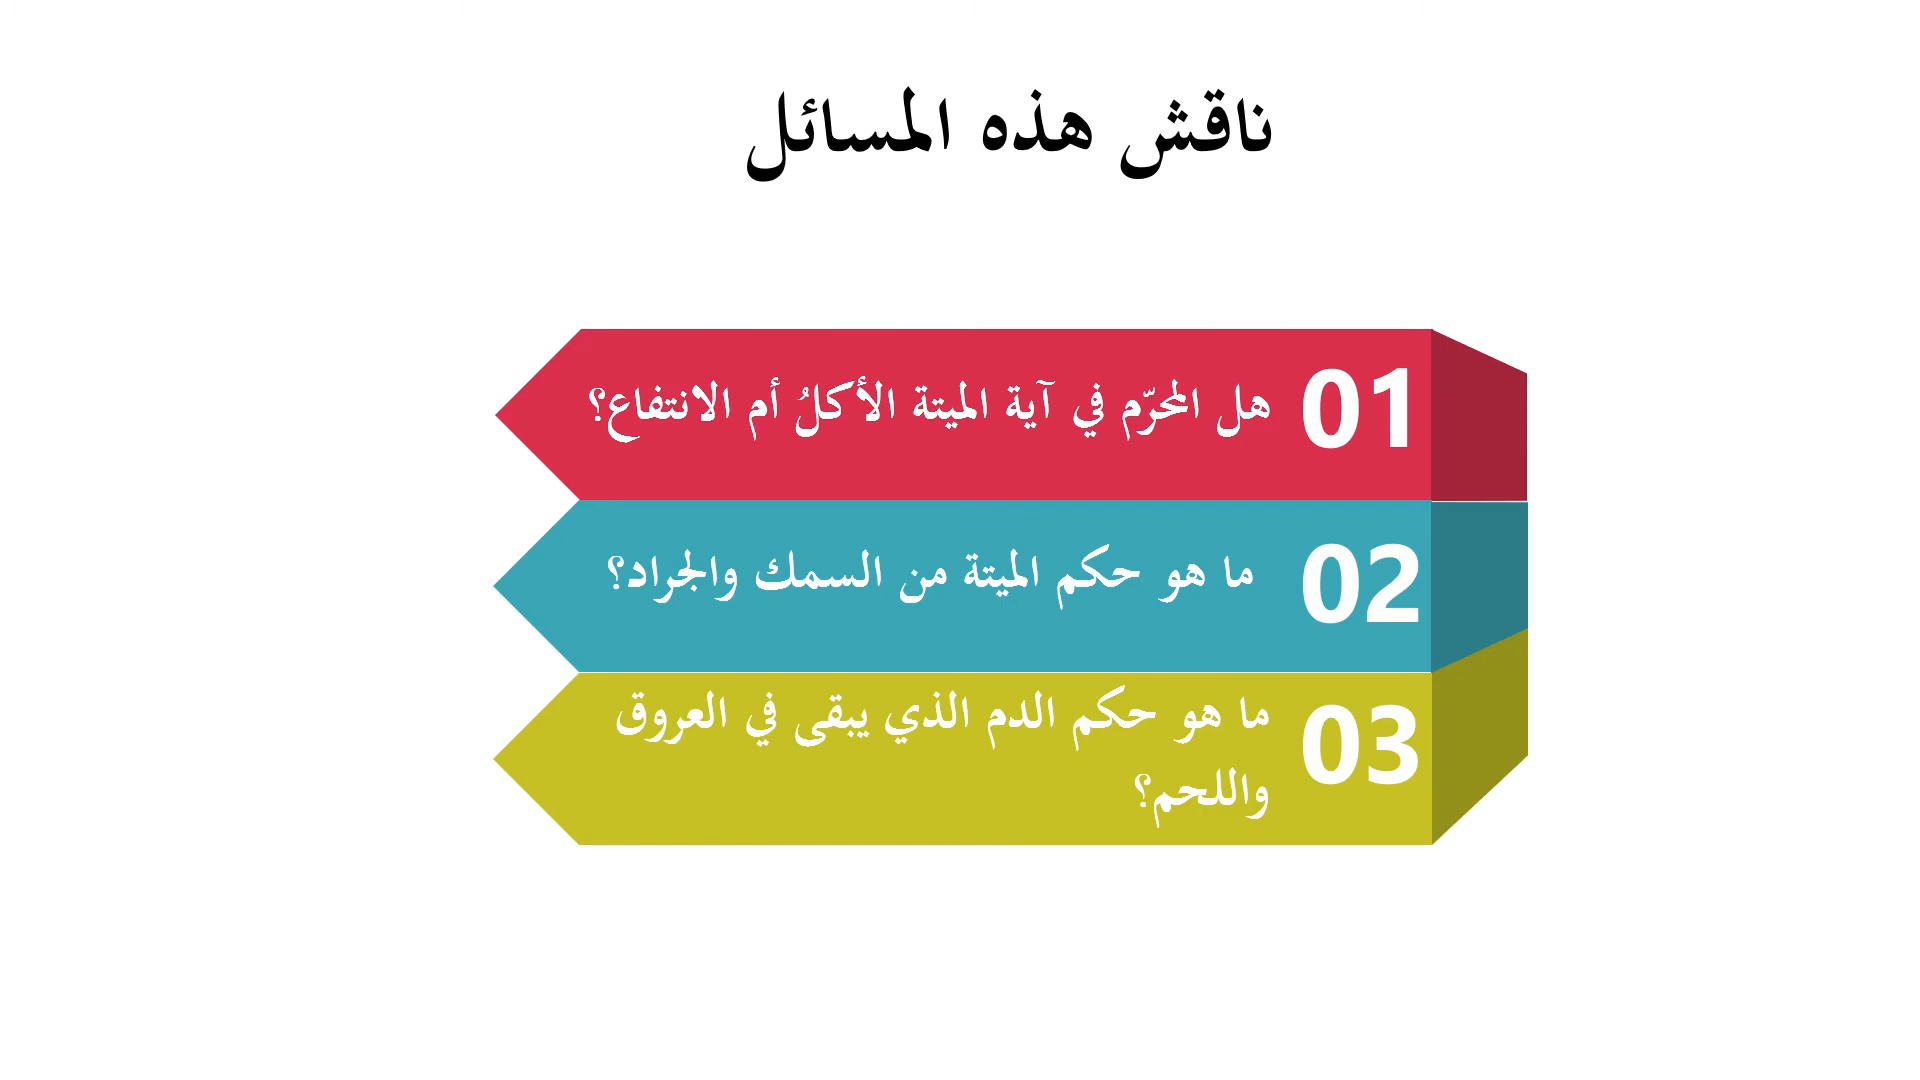 ناقش هذه المسائل
01 هل المحرّم في آية الميتة الأكلُ أم الانتفاع؟
02 ما هو حكم الميتة من السمك والجراد؟
03 ما هو حكم الدم الذي يبقى في العروق
واللحم؟